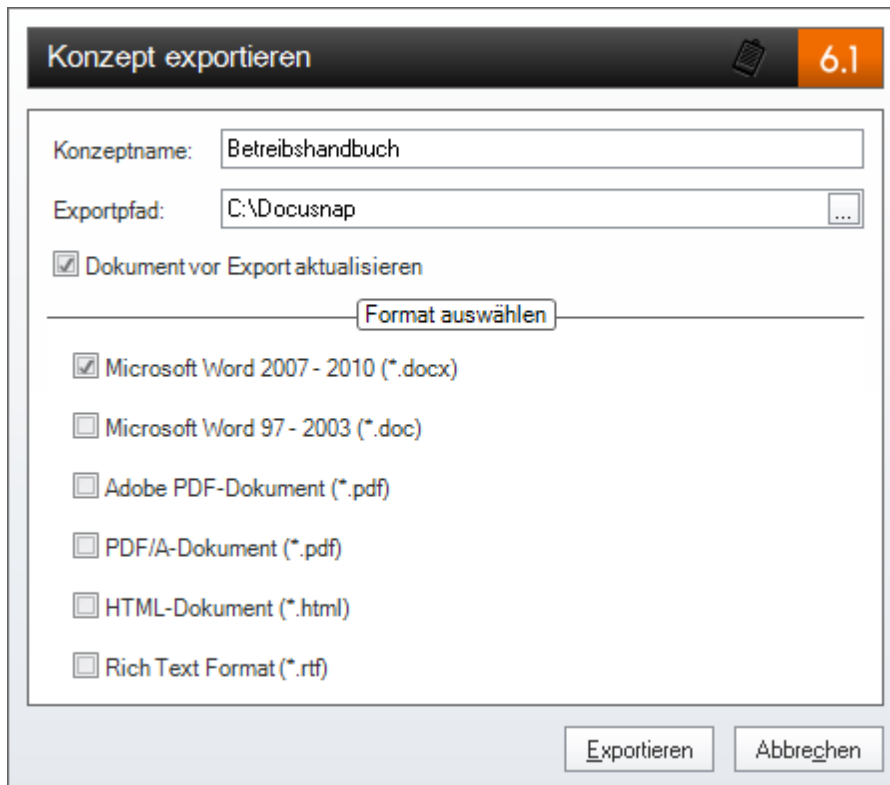 Konzept exportieren 6.1
Konzeptname: Betreibshandbuch
Exportpfad: C:\Docusnap ...
Dokument vor Export aktualisieren
Format auswählen
Microsoft Word 2007 - 2010 (*.docx)
Microsoft Word 97 - 2003 (*.doc)
Adobe PDF-Dokument (*.pdf)
PDF/A-Dokument (*.pdf)
HTML-Dokument (*.html)
Rich Text Format (*.rtf)
Exportieren Abbrechen